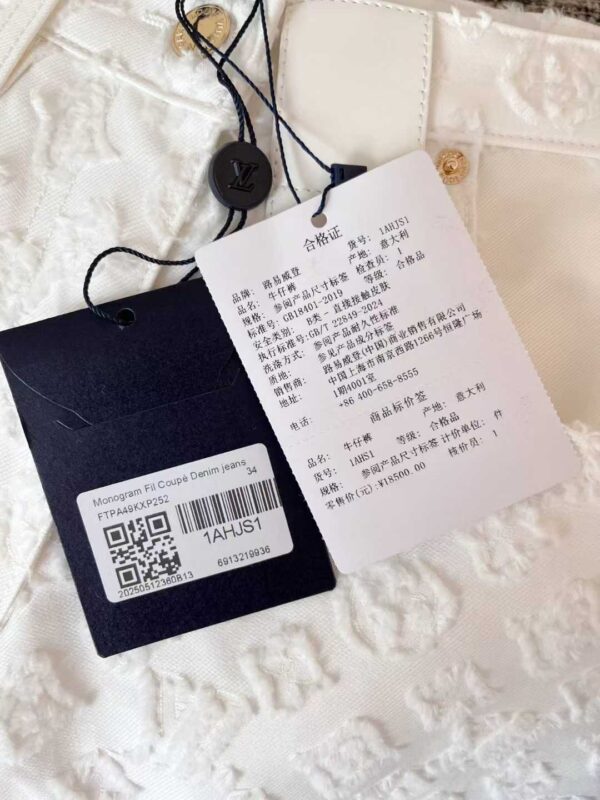 LV
合格证
货号: 1AHJS1
品牌: 路易威登 产地: 意大利
品名: 牛仔裤 检查员: 1
规格: 参阅产品尺寸标签 等级: 合格品
标准号: GB18401-2019
安全类别: B类 - 直接接触皮肤
执行标准号:GB/T 22849-2024
洗涤方式: 参阅产品耐久性标准
质地: 参见产品成分标签
销售商: 路易威登(中国)商业销售有限公司
地址: 中国上海市南京西路1266号恒隆广场
1期4001室
电话: +86 400-658-8555
商品标价签
品名: 牛仔裤 产地: 意大利
货号: 1AHS1 等级: 合格品
规格: 参阅产品尺寸标签 计价单位: 件
零售价(元):¥18500.00 核价员: 1
Monogram Fil Coupè Denim jeans
34
FTPA49KXP252
1AHJS1
6913219936
20250512360B13